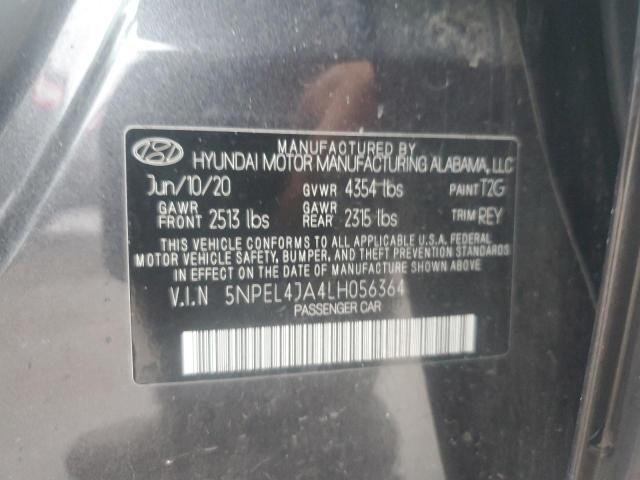 MANUFACTURED BY
HYUNDAI MOTOR MANUFACTURING ALABAMA, LLC
Jun/10/20 GVWR 4354 lbs PAINT T2G
GAWR FRONT 2513 lbs GAWR REAR 2315 lbs TRIM REY
THIS VEHICLE CONFORMS TO ALL APPLICABLE U.S.A. FEDERAL
MOTOR VEHICLE SAFETY, BUMPER, AND THEFT PREVENTION STANDARDS
IN EFFECT ON THE DATE OF MANUFACTURE SHOWN ABOVE.
V.I.N 5NPEL4JA4LH056364
PASSENGER CAR